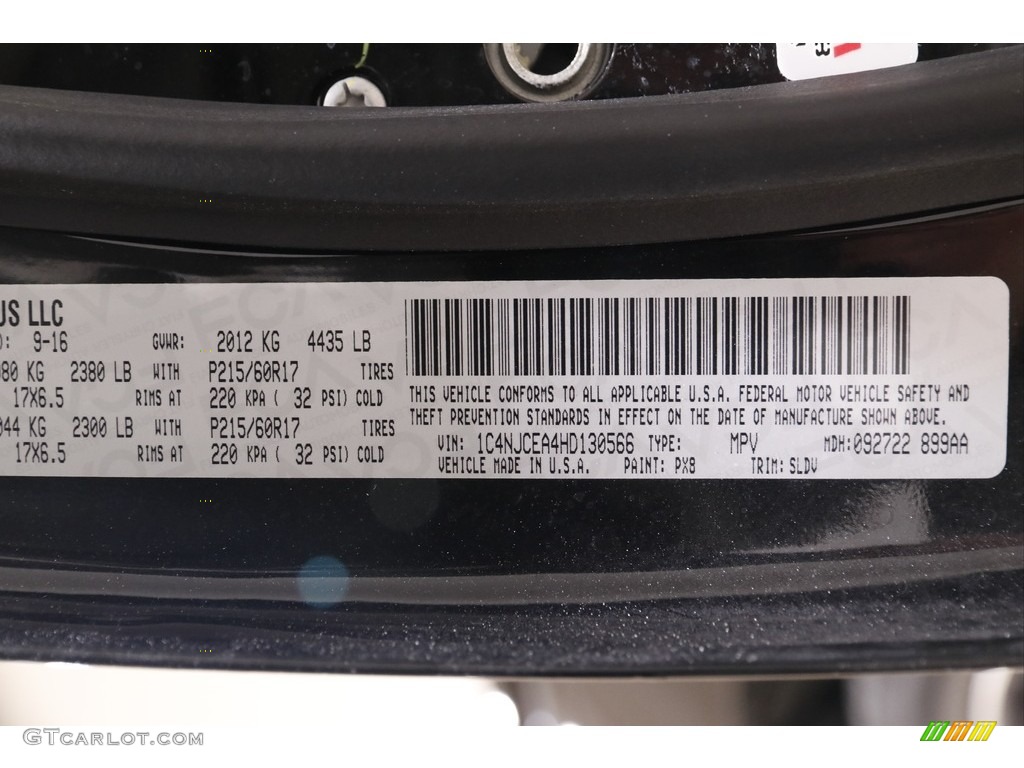 US LLC
9-16 GVWR: 2012 KG 4435 LB
080 KG 2380 LB WITH P215/60R17 TIRES
17X6.5 RIMS AT 220 KPA ( 32 PSI) COLD
044 KG 2300 LB WITH P215/60R17 TIRES
17X6.5 RIMS AT 220 KPA ( 32 PSI) COLD
THIS VEHICLE CONFORMS TO ALL APPLICABLE U.S.A. FEDERAL MOTOR VEHICLE SAFETY AND
THEFT PREVENTION STANDARDS IN EFFECT ON THE DATE OF MANUFACTURE SHOWN ABOVE.
VIN: 1C4NJCEA4HD130566 TYPE: MPV MDH: 092722 899AA
VEHICLE MADE IN U.S.A. PAINT: PX8 TRIM: SLDV
GTCARLOT.COM